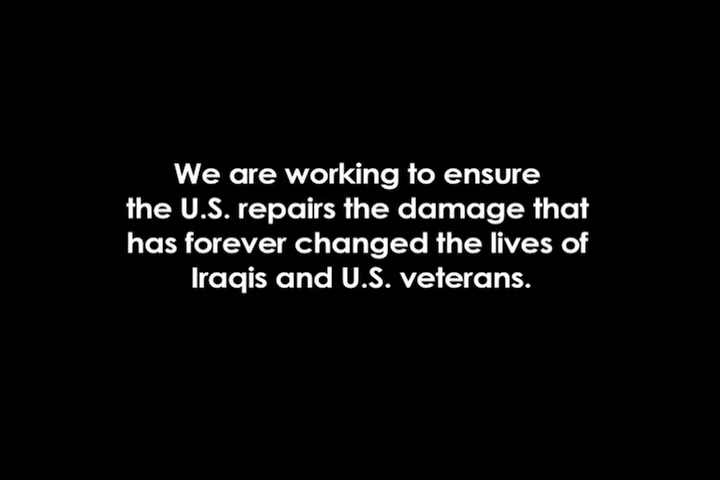 We are working to ensure
the U.S. repairs the damage that
has forever changed the lives of
Iraqis and U.S. veterans.